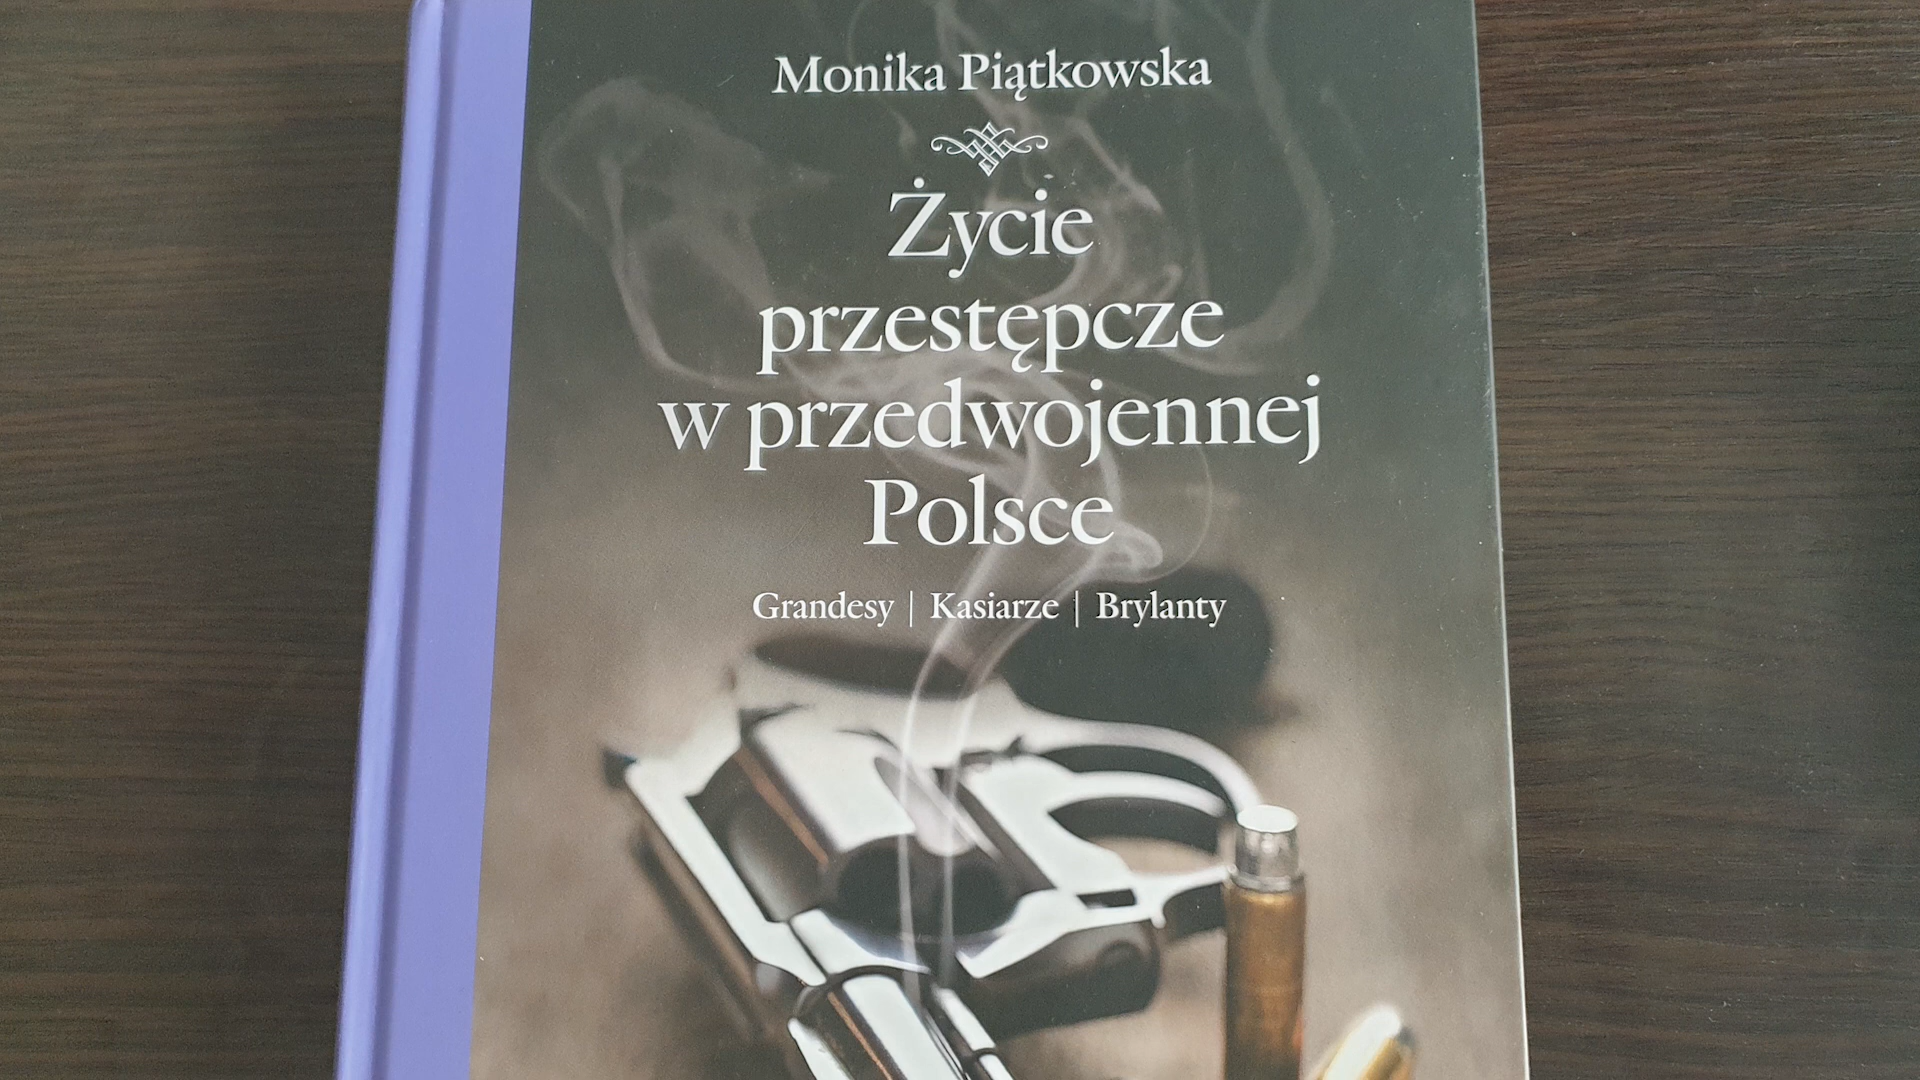 Monika Piątkowska
Życie
przestępcze
w przedwojennej
Polsce
Grandesy | Kasiarze | Brylanty